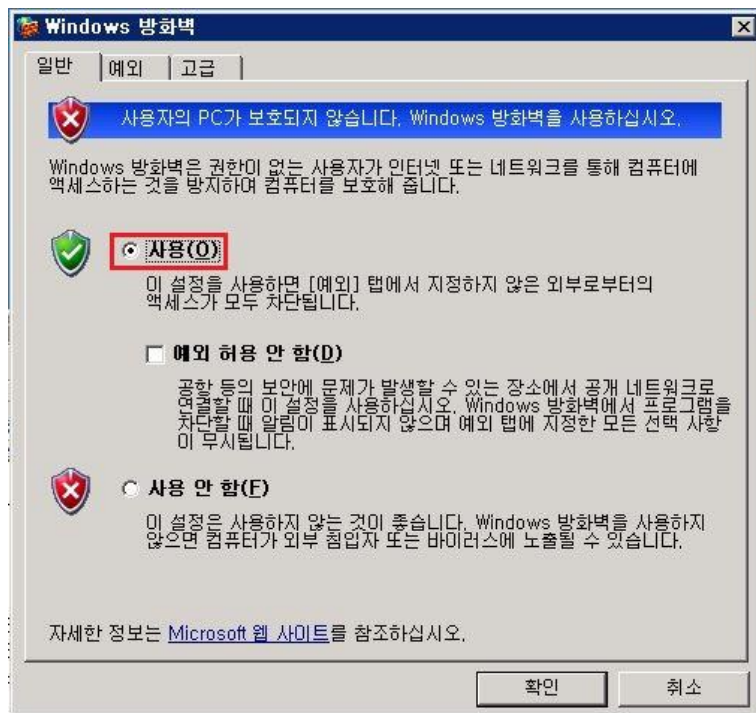 Windows 방화벽
일반 예외 고급
사용자의 PC가 보호되지 않습니다. Windows 방화벽을 사용하십시오.
Windows 방화벽은 권한이 없는 사용자가 인터넷 또는 네트워크를 통해 컴퓨터에
액세스하는 것을 방지하여 컴퓨터를 보호해 줍니다.
사용(O)
이 설정을 사용하면 [예외] 탭에서 지정하지 않은 외부로부터의
액세스가 모두 차단됩니다.
예외 허용 안 함(D)
공항 등의 보안에 문제가 발생할 수 있는 장소에서 공개 네트워크로
연결할 때 이 설정을 사용하십시오. Windows 방화벽에서 프로그램을
차단할 때 알림이 표시되지 않으며 예외 탭에 지정한 모든 선택 사항
이 무시됩니다.
사용 안 함(F)
이 설정은 사용하지 않는 것이 좋습니다. Windows 방화벽을 사용하지
않으면 컴퓨터가 외부 침입자 또는 바이러스에 노출될 수 있습니다.
자세한 정보는 Microsoft 웹 사이트를 참조하십시오.
확인 취소